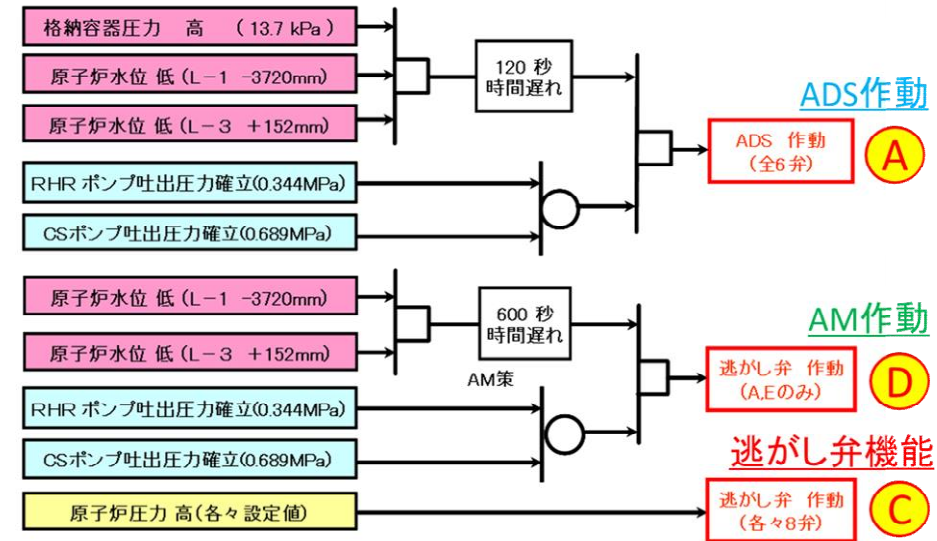 格納容器圧力 高 (13.7 kPa)
原子炉水位 低 (L-1 -3720mm)
原子炉水位 低 (L-3 +152mm)
120 秒
時間遅れ
RHR ポンプ吐出圧力確立(0.344MPa)
CSポンプ吐出圧力確立(0.689MPa)
ADS作動
ADS 作動
(全6弁)
A
原子炉水位 低 (L-1 -3720mm)
原子炉水位 低 (L-3 +152mm)
600 秒
時間遅れ
AM策
RHR ポンプ吐出圧力確立(0.344MPa)
CSポンプ吐出圧力確立(0.689MPa)
AM作動
逃がし弁 作動
(A,Eのみ)
D
原子炉圧力 高(各々設定値)
逃がし弁機能
逃がし弁 作動
(各々8弁)
C